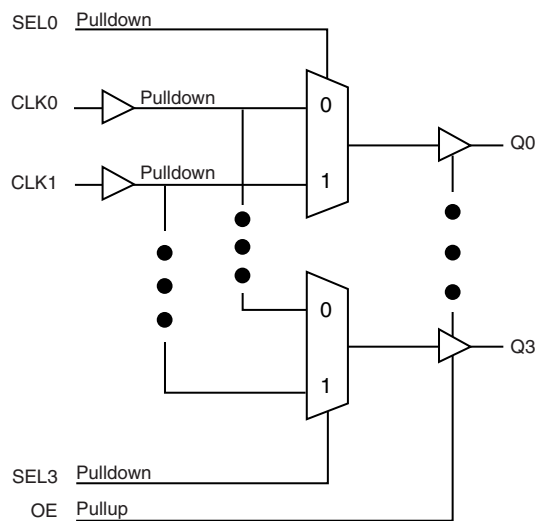 SEL0 Pulldown
CLK0 Pulldown
0
Q0
CLK1 Pulldown
1
0
Q3
1
SEL3 Pulldown
OE Pullup